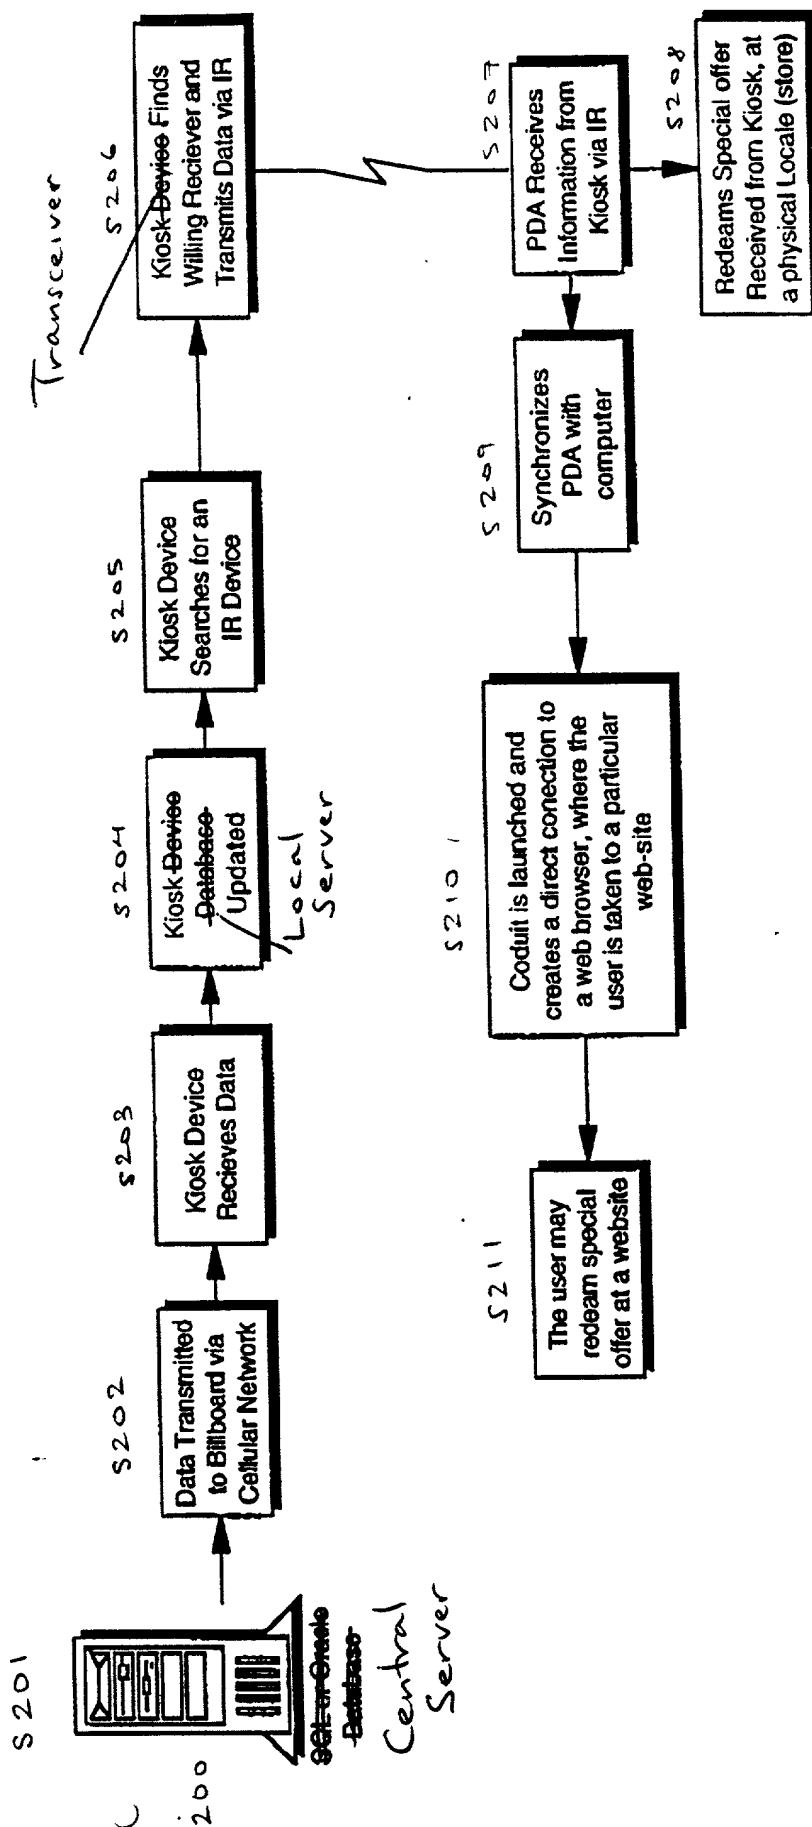 S201
200
SQL or Oracle
Database
Central
Server
S202
Data Transmitted
to Billboard via
Cellular Network
S203
Kiosk Device
Recieves Data
S204
Kiosk Device
Database
Updated
Local
Server
S205
Kiosk Device
Searches for an
IR Device
Transceiver
S206
Kiosk Device Finds
Willing Reciever and
Transmits Data via IR
S207
PDA Receives
Information from
Kiosk via IR
S208
Redeams Special offer
Received from Kiosk, at
a physical Locale (store)
S209
Synchronizes
PDA with
computer
S210
Coduit is launched and
creates a direct conection to
a web browser, where the
user is taken to a particular
web-site
S211
The user may
redeam special
offer at a website